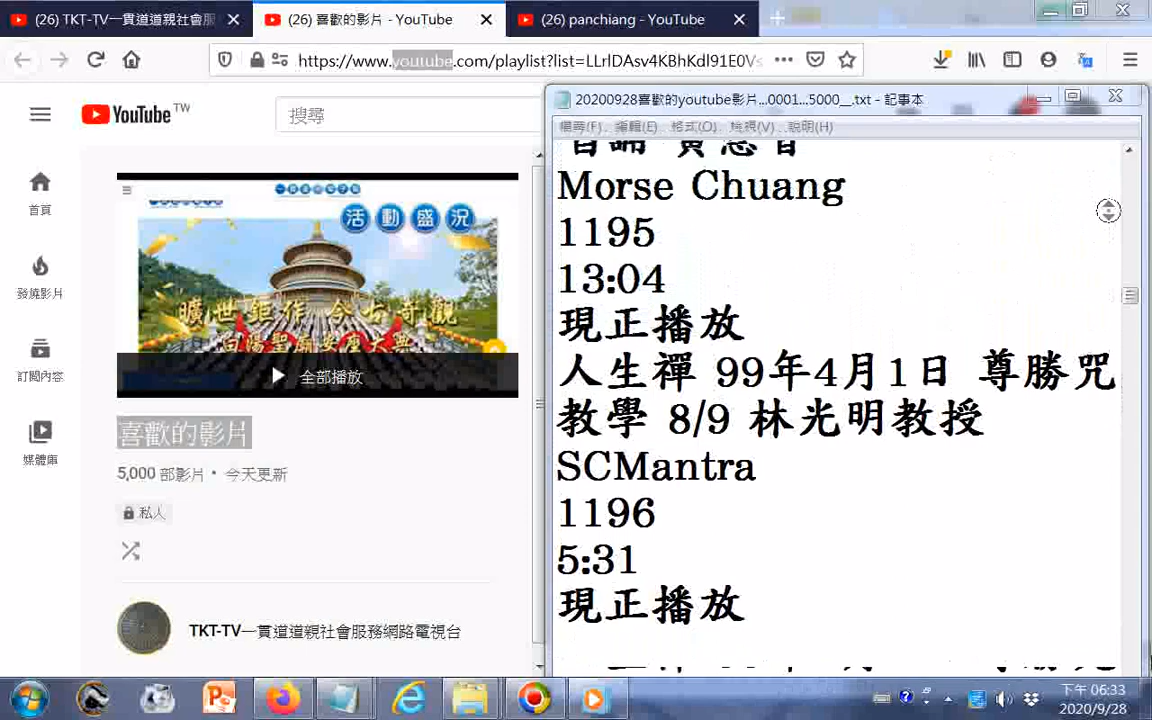 (26) TKT-TV一貫道道親社會服
(26) 喜歡的影片 - YouTube
(26) panchiang - YouTube
https://www.youtube.com/playlist?list=LLrlDAsv4KBhKdl91E0Vs
YouTube TW
搜尋
首頁
發燒影片
訂閱內容
媒體庫
活動盛況
曠世鉅作 今古奇觀
白陽聖廟安座大典
全部播放
喜歡的影片
5,000 部影片・今天更新
私人
TKT-TV一貫道道親社會服務網路電視台
20200928喜歡的youtube影片...0001...5000__.txt - 記事本
檔案(F) 編輯(E) 格式(O) 檢視(V) 說明(H)
Morse Chuang
1195
13:04
現正播放
人生禪 99年4月1日 尊勝咒
教學 8/9 林光明教授
SCMantra
1196
5:31
現正播放
下午 06:33
2020/9/28